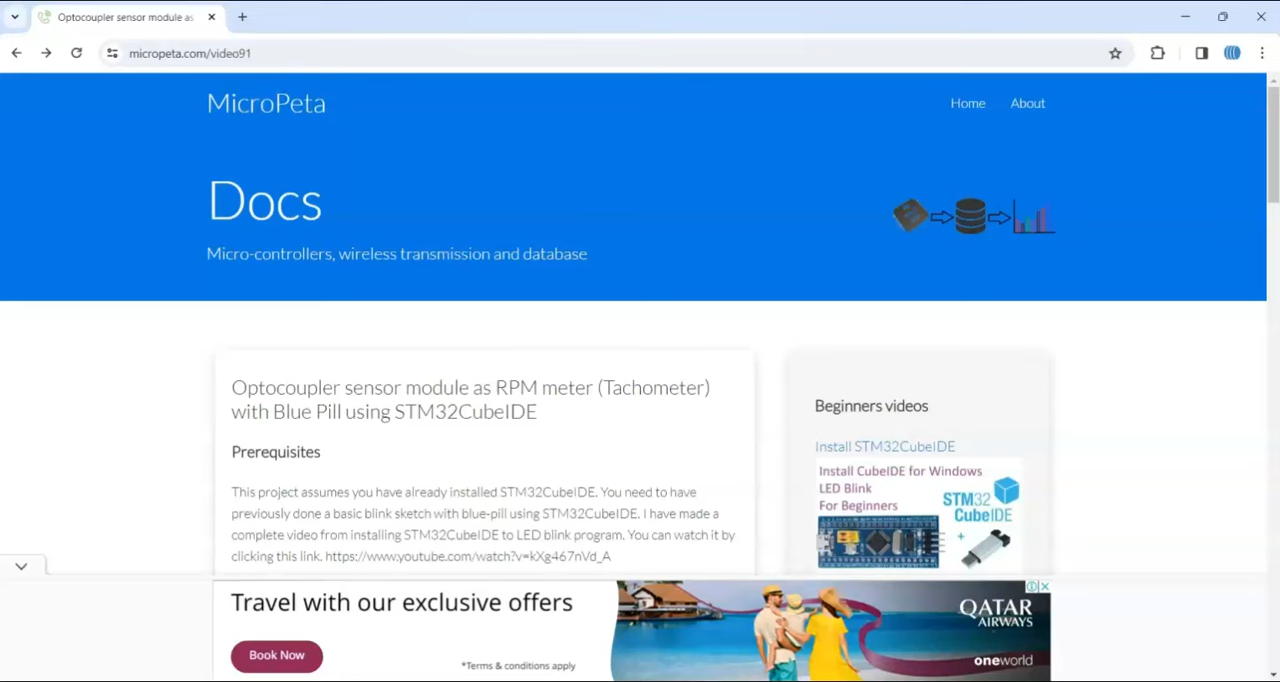 Optocoupler sensor module as
micropeta.com/video91
MicroPeta
Home
About
Docs
Micro-controllers, wireless transmission and database
Optocoupler sensor module as RPM meter (Tachometer)
with Blue Pill using STM32CubeIDE
Prerequisites
This project assumes you have already installed STM32CubeIDE. You need to have
previously done a basic blink sketch with blue-pill using STM32CubeIDE. I have made a
complete video from installing STM32CubeIDE to LED blink program. You can watch it by
clicking this link. https://www.youtube.com/watch?v=kXg467nVd_A
Beginners videos
Install STM32CubeIDE
Install CubeIDE for Windows
LED Blink
For Beginners
STM32
CubeIDE
+
Travel with our exclusive offers
Book Now
*Terms & conditions apply
QATAR
AIRWAYS
oneworld